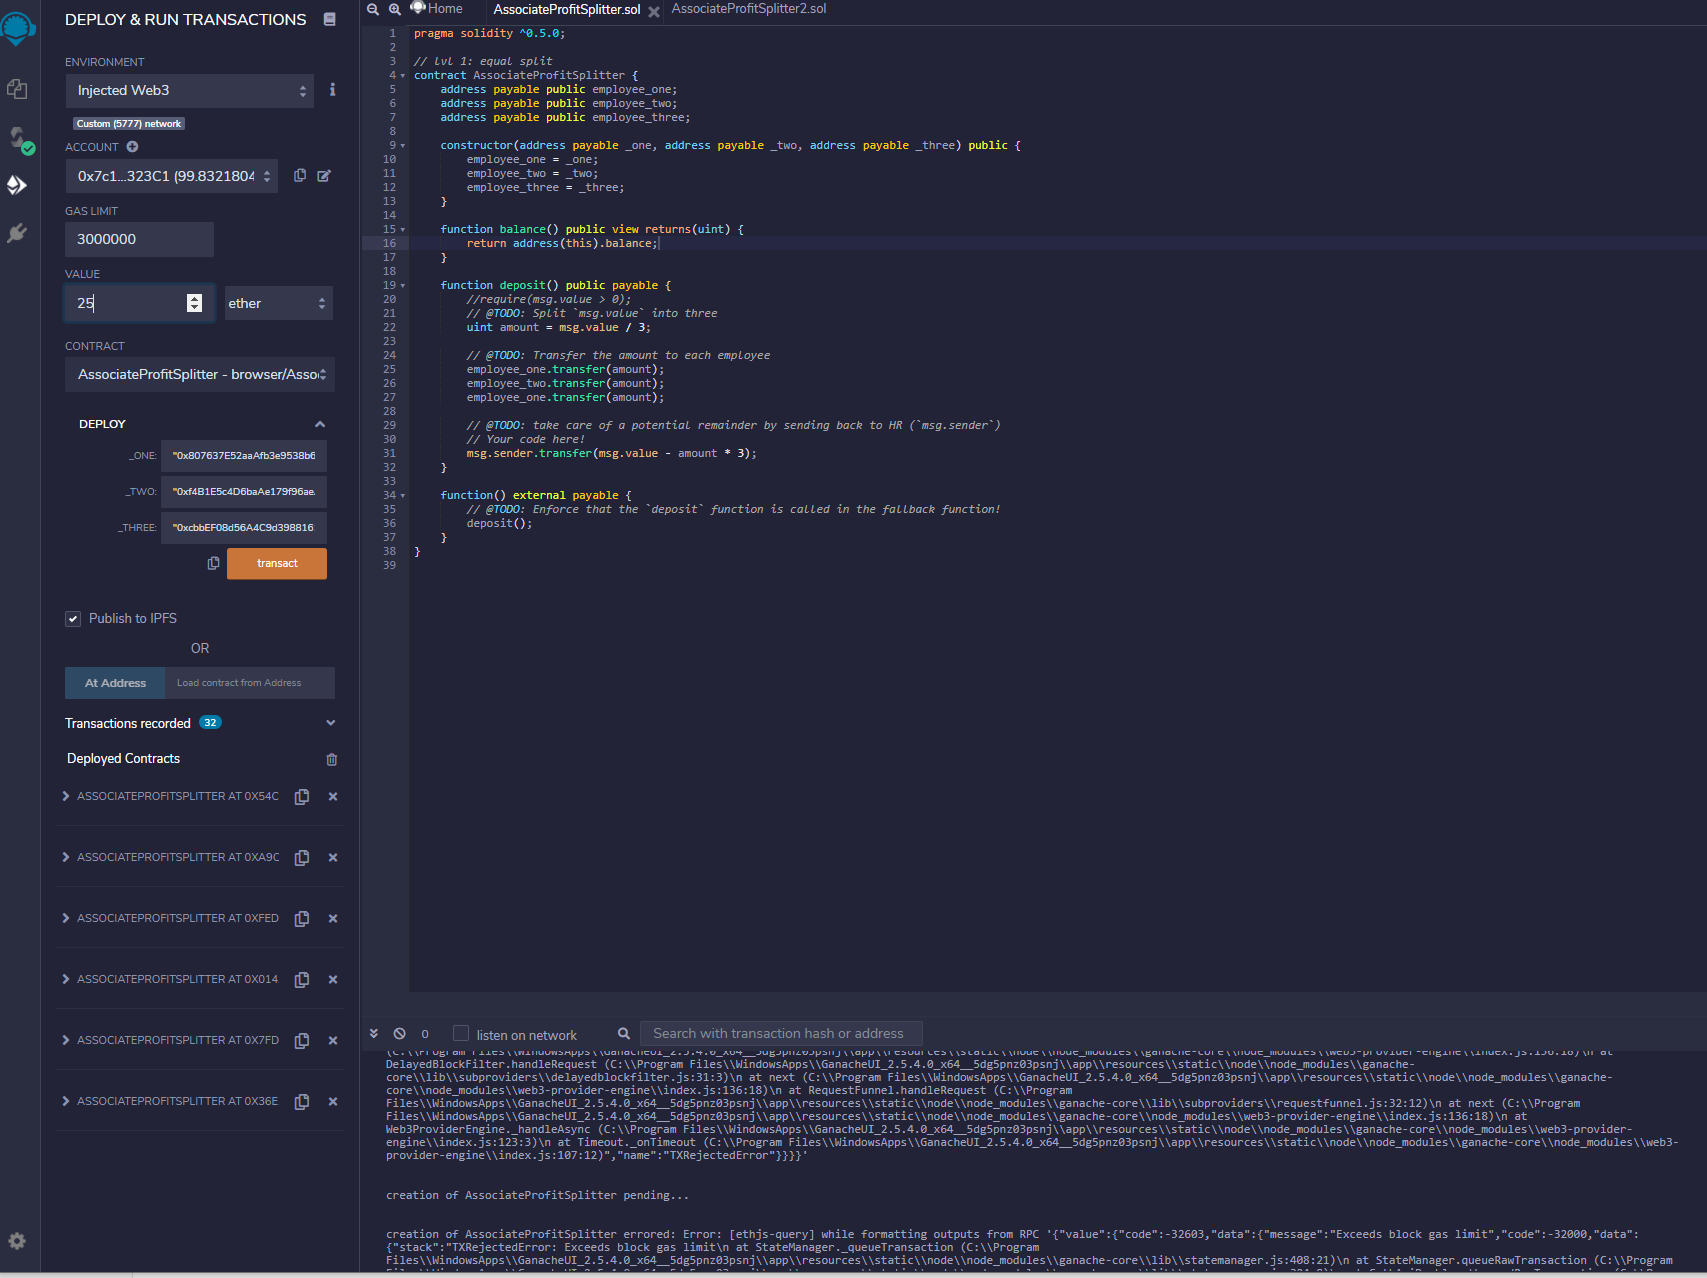 DEPLOY & RUN TRANSACTIONS
ENVIRONMENT
Injected Web3
Custom (5777) network
ACCOUNT
0x7c1...323C1 (99.8321804
GAS LIMIT
3000000
VALUE
25
ether
CONTRACT
AssociateProfitSplitter - browser/Asso
DEPLOY
_ONE:
"0x807637E52aaAfb3e9538b6
_TWO:
"0xf4B1E5c4D6baAe179f96ae.
_THREE:
"0xcbbEF08d56A4C9d398816
transact
Publish to IPFS
OR
At Address
Load contract from Address
Transactions recorded 32
Deployed Contracts
ASSOCIATEPROFITSPLITTER AT 0X54C
ASSOCIATEPROFITSPLITTER AT 0XA9C
ASSOCIATEPROFITSPLITTER AT 0XFED
ASSOCIATEPROFITSPLITTER AT 0X014
ASSOCIATEPROFITSPLITTER AT 0X7FD
ASSOCIATEPROFITSPLITTER AT 0X36E
Home
AssociateProfitSplitter.sol
AssociateProfitSplitter2.sol
1 pragma solidity ^0.5.0;
2
3 // lvl 1: equal split
4 contract AssociateProfitSplitter {
5 address payable public employee_one;
6 address payable public employee_two;
7 address payable public employee_three;
8
9 constructor(address payable _one, address payable _two, address payable _three) public {
10 employee_one = _one;
11 employee_two = _two;
12 employee_three = _three;
13 }
14
15 function balance() public view returns(uint) {
16 return address(this).balance;
17 }
18
19 function deposit() public payable {
20 //require(msg.value > 0);
21 // @TODO: Split `msg.value` into three
22 uint amount = msg.value / 3;
23
24 // @TODO: Transfer the amount to each employee
25 employee_one.transfer(amount);
26 employee_two.transfer(amount);
27 employee_one.transfer(amount);
28
29 // @TODO: take care of a potential remainder by sending back to HR (`msg.sender`)
30 // Your code here!
31 msg.sender.transfer(msg.value - amount * 3);
32 }
33
34 function() external payable {
35 // @TODO: Enforce that the `deposit` function is called in the fallback function!
36 deposit();
37 }
38 }
39
0
listen on network
Search with transaction hash or address
(C:\\Program Files\\WindowsApps\\GanacheUI_2.5.4.0_x64__5dg5pnz03psnj\\app\\resources\\static\\node\\node_modules\\ganache-core\\node_modules\\web3-provider-engine\\index.js:136:18)\n at
DelayedBlockFilter.handleRequest (C:\\Program Files\\WindowsApps\\GanacheUI_2.5.4.0_x64__5dg5pnz03psnj\\app\\resources\\static\\node\\node_modules\\ganache-
core\\lib\\subproviders\\delayedblockfilter.js:31:3)\n at next (C:\\Program Files\\WindowsApps\\GanacheUI_2.5.4.0_x64__5dg5pnz03psnj\\app\\resources\\static\\node\\node_modules\\ganache-
core\\node_modules\\web3-provider-engine\\index.js:136:18)\n at RequestFunnel.handleRequest (C:\\Program
Files\\WindowsApps\\GanacheUI_2.5.4.0_x64__5dg5pnz03psnj\\app\\resources\\static\\node\\node_modules\\ganache-core\\lib\\subproviders\\requestfunnel.js:32:12)\n at next (C:\\Program
Files\\WindowsApps\\GanacheUI_2.5.4.0_x64__5dg5pnz03psnj\\app\\resources\\static\\node\\node_modules\\ganache-core\\node_modules\\web3-provider-engine\\index.js:136:18)\n at
Web3ProviderEngine._handleAsync (C:\\Program Files\\WindowsApps\\GanacheUI_2.5.4.0_x64__5dg5pnz03psnj\\app\\resources\\static\\node\\node_modules\\ganache-core\\node_modules\\web3-provider-
engine\\index.js:123:3)\n at Timeout._onTimeout (C:\\Program Files\\WindowsApps\\GanacheUI_2.5.4.0_x64__5dg5pnz03psnj\\app\\resources\\static\\node\\node_modules\\ganache-core\\node_modules\\web3-
provider-engine\\index.js:107:12)","name":"TXRejectedError"}}}}'
creation of AssociateProfitSplitter pending...
creation of AssociateProfitSplitter errored: Error: [ethjs-query] while formatting outputs from RPC '{"value":{"code":-32603,"data":{"message":"Exceeds block gas limit","code":-32000,"data":
{"stack":"TXRejectedError: Exceeds block gas limit\n at StateManager._queueTransaction (C:\\Program
Files\\WindowsApps\\GanacheUI_2.5.4.0_x64__5dg5pnz03psnj\\app\\resources\\static\\node\\node_modules\\ganache-core\\lib\\statemanager.js:408:21)\n at StateManager.queueRawTransaction (C:\\Program